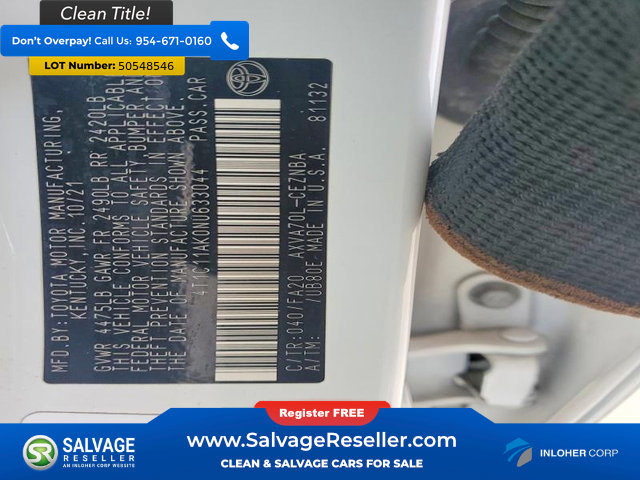 Clean Title!
Don't Overpay! Call Us: 954-671-0160
LOT Number: 50548546
MFD BY: TOYOTA MOTOR MANUFACTURING,
KENTUCKY, INC. 10/21
GVWR 4475LB GAWR FR 2490LB RR 2420LB
THIS VEHICLE CONFORMS TO ALL APPLICABL
FEDERAL MOTOR VEHICLE SAFETY, BUMPER, AN
THEFT PREVENTION STANDARDS IN EFFECT O
THE DATE OF MANUFACTURE SHOWN ABOVE.
4T1C11AK0NU633044 PASS.CAR
C/TR:040/FA20 AXVA70L-CEZNBA
A/TM: /UB80E MADE IN U.S.A. 81132
Register FREE
SALVAGE
RESELLER
AN INLOHER CORP WEBSITE
www.SalvageReseller.com
CLEAN & SALVAGE CARS FOR SALE
INLOHER CORP